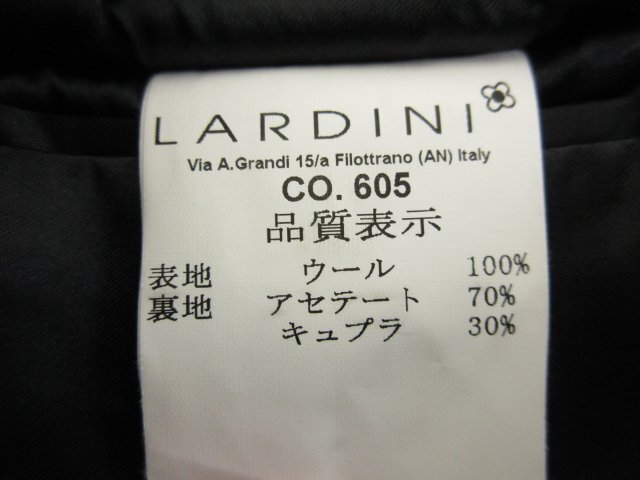 LARDINI
Via A.Grandi 15/a Filottrano (AN) Italy
CO. 605
品質表示
表地 ウール 100%
裏地 アセテート 70%
キュプラ 30%